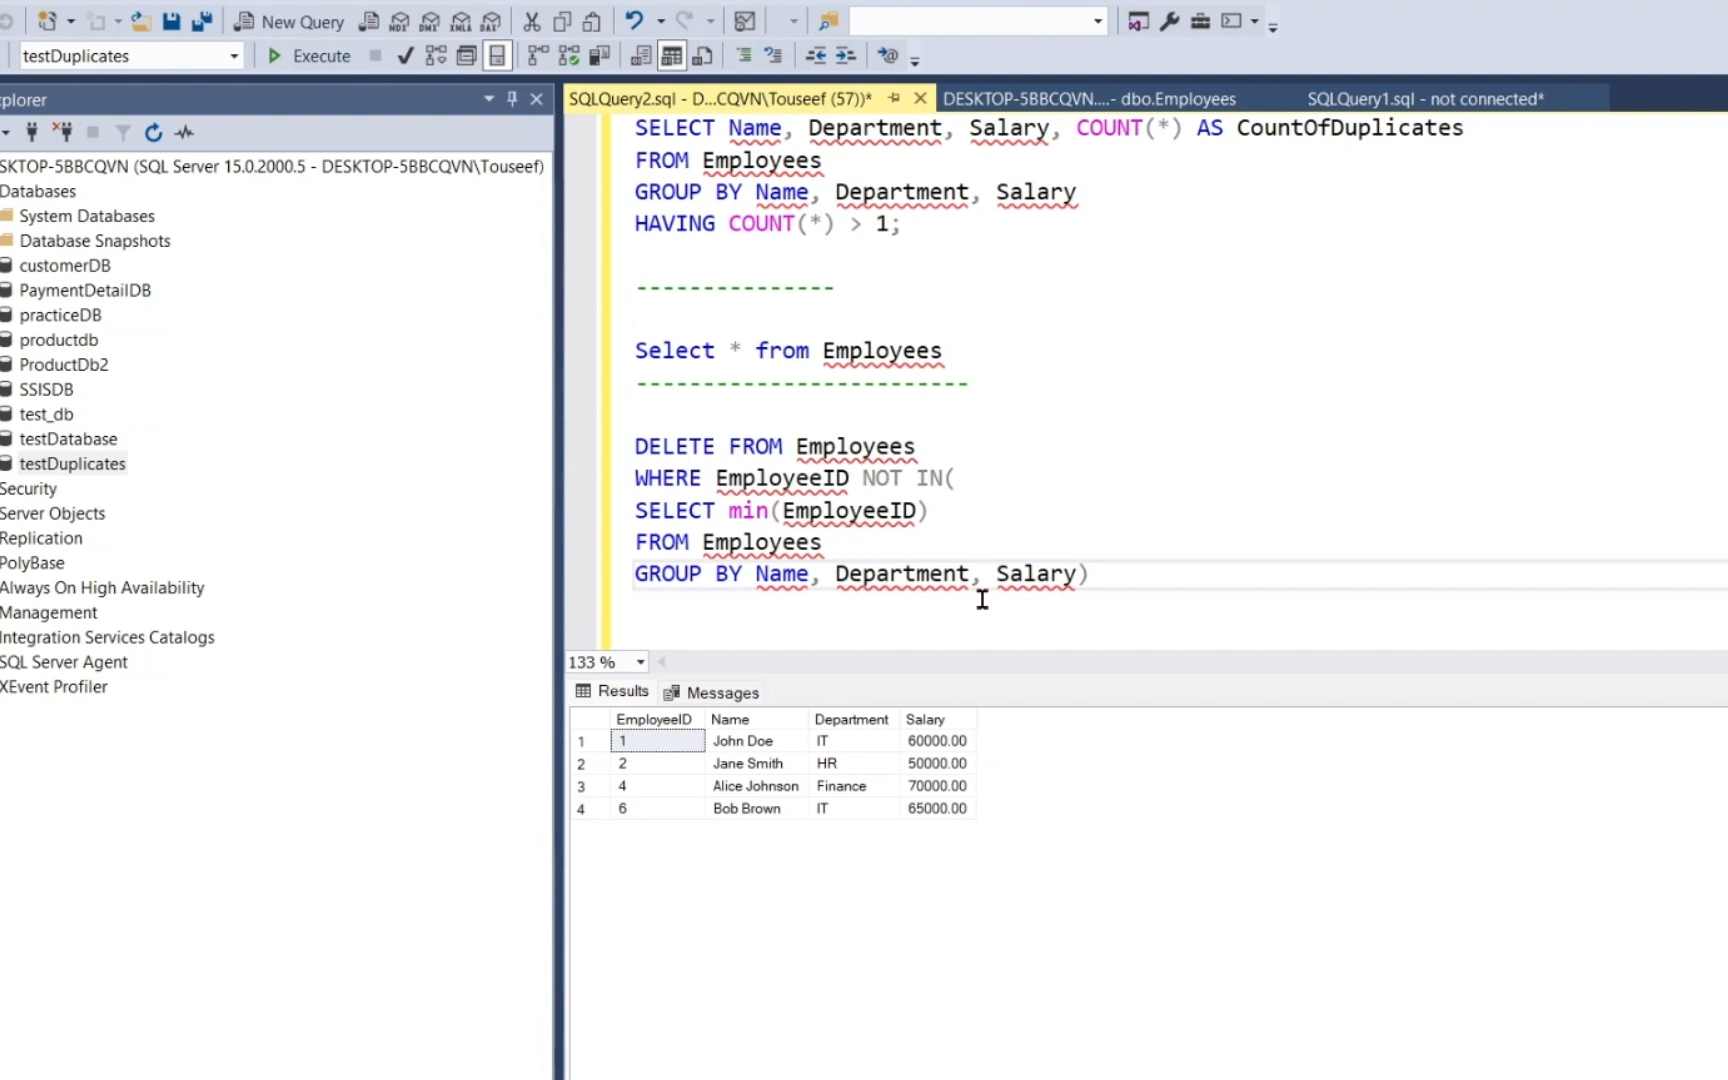 New Query
testDuplicates
Execute
plorer
SQLQuery2.sql - D...CQVN\Touseef (57))*
DESKTOP-5BBCQVN....- dbo.Employees
SQLQuery1.sql - not connected*
SKTOP-5BBCQVN (SQL Server 15.0.2000.5 - DESKTOP-5BBCQVN\Touseef)
Databases
System Databases
Database Snapshots
customerDB
PaymentDetailDB
practiceDB
productdb
ProductDb2
SSISDB
test_db
testDatabase
testDuplicates
Security
Server Objects
Replication
PolyBase
Always On High Availability
Management
Integration Services Catalogs
SQL Server Agent
XEvent Profiler
SELECT Name, Department, Salary, COUNT(*) AS CountOfDuplicates
FROM Employees
GROUP BY Name, Department, Salary
HAVING COUNT(*) > 1;
---------------
Select * from Employees
-------------------------
DELETE FROM Employees
WHERE EmployeeID NOT IN(
SELECT min(EmployeeID)
FROM Employees
GROUP BY Name, Department, Salary)
133 %
Results Messages
EmployeeID Name Department Salary
1 1 John Doe IT 60000.00
2 2 Jane Smith HR 50000.00
3 4 Alice Johnson Finance 70000.00
4 6 Bob Brown IT 65000.00